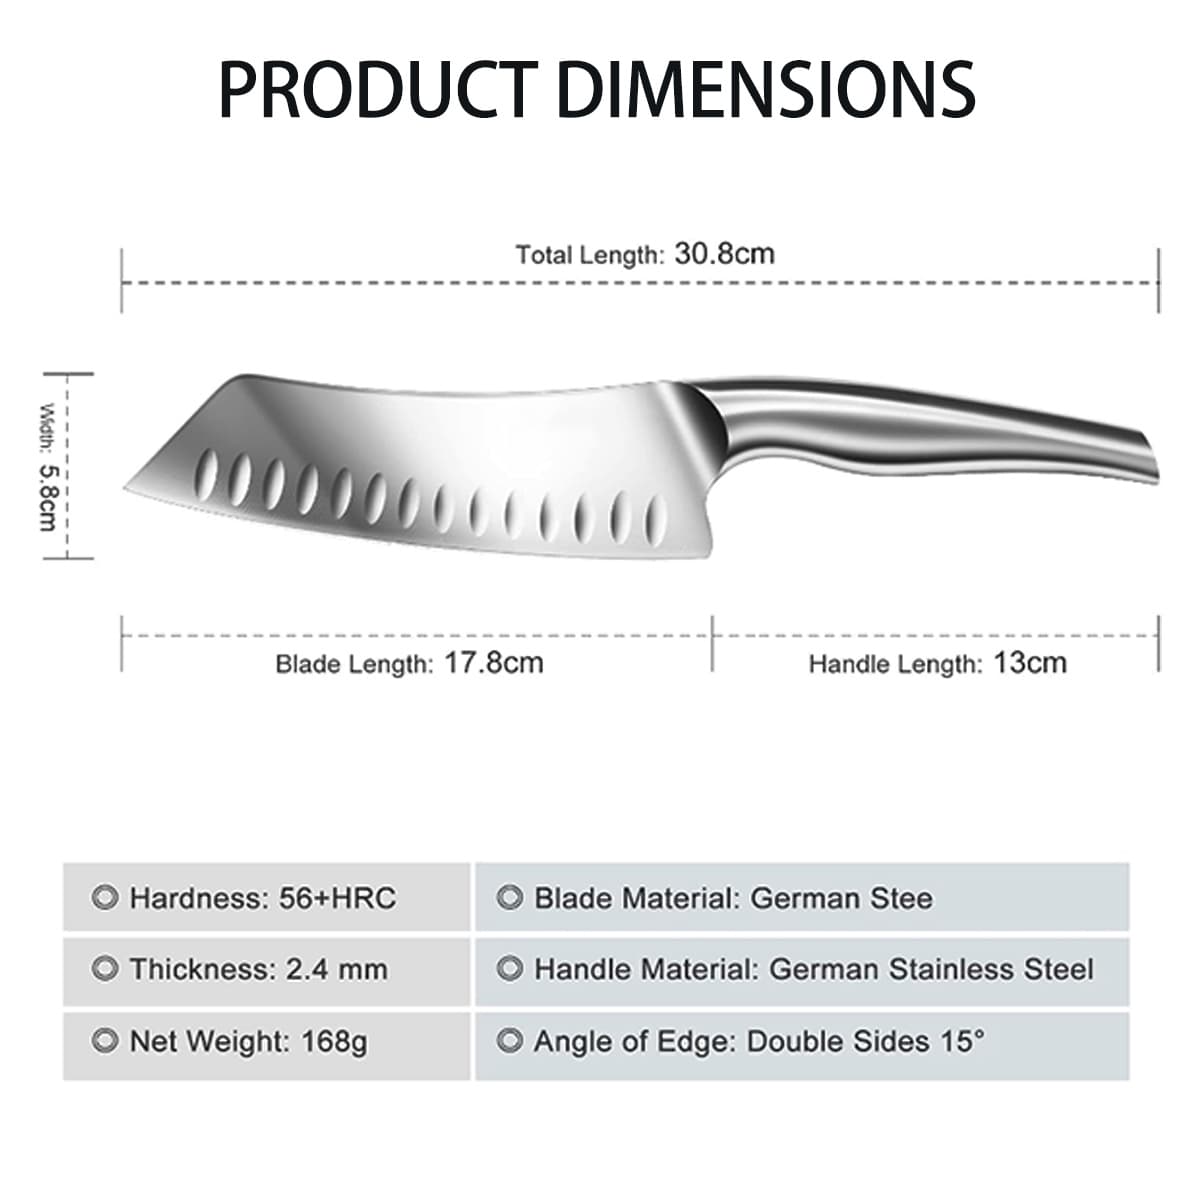 PRODUCT DIMENSIONS
Total Length: 30.8cm
Width: 5.8cm
Blade Length: 17.8cm
Handle Length: 13cm
Hardness: 56+HRC
Blade Material: German Stee
Thickness: 2.4 mm
Handle Material: German Stainless Steel
Net Weight: 168g
Angle of Edge: Double Sides 15°